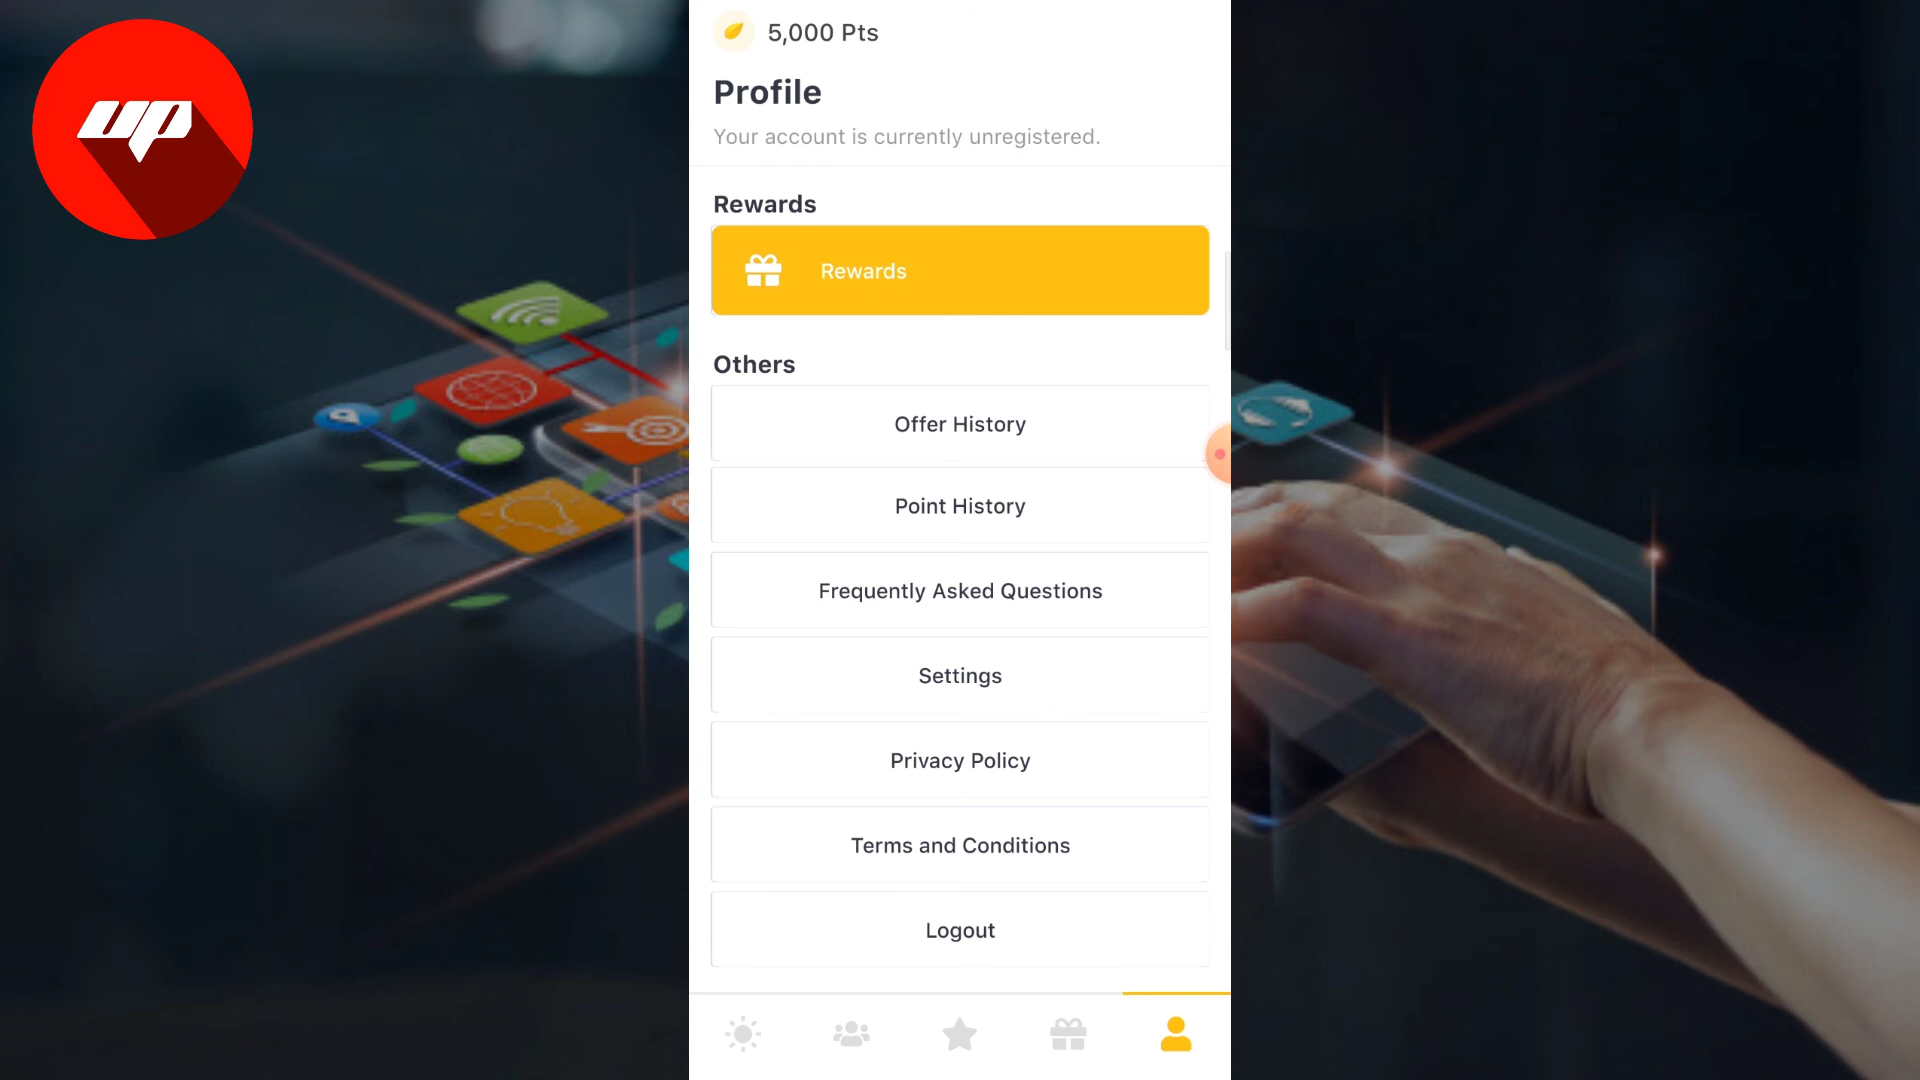 up
5,000 Pts
Profile
Your account is currently unregistered.
Rewards
Rewards
Others
Offer History
Point History
Frequently Asked Questions
Settings
Privacy Policy
Terms and Conditions
Logout